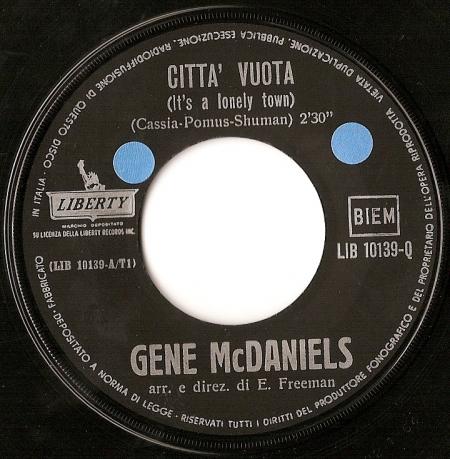 CITTA' VUOTA
(It's a lonely town)
(Cassia-Pomus-Shuman) 2'30"
LIBERTY
MARCHIO DEPOSITATO
SU LICENZA DELLA LIBERTY RECORDS INC.
(LIB 10139-A/T1)
BIEM
LIB 10139-Q
GENE McDANIELS
arr. e direz. di E. Freeman
FABBRICATO IN ITALIA - DEPOSITATO A NORMA DI LEGGE - RISERVATI TUTTI I DIRITTI DEL PRODUTTORE FONOGRAFICO E DEL PROPRIETARIO DELL'OPERA RIPRODOTTA VIETATA DUPLICAZIONE, PUBBLICA ESECUZIONE, RADIODIFFUSIONE DI QUESTO DISCO